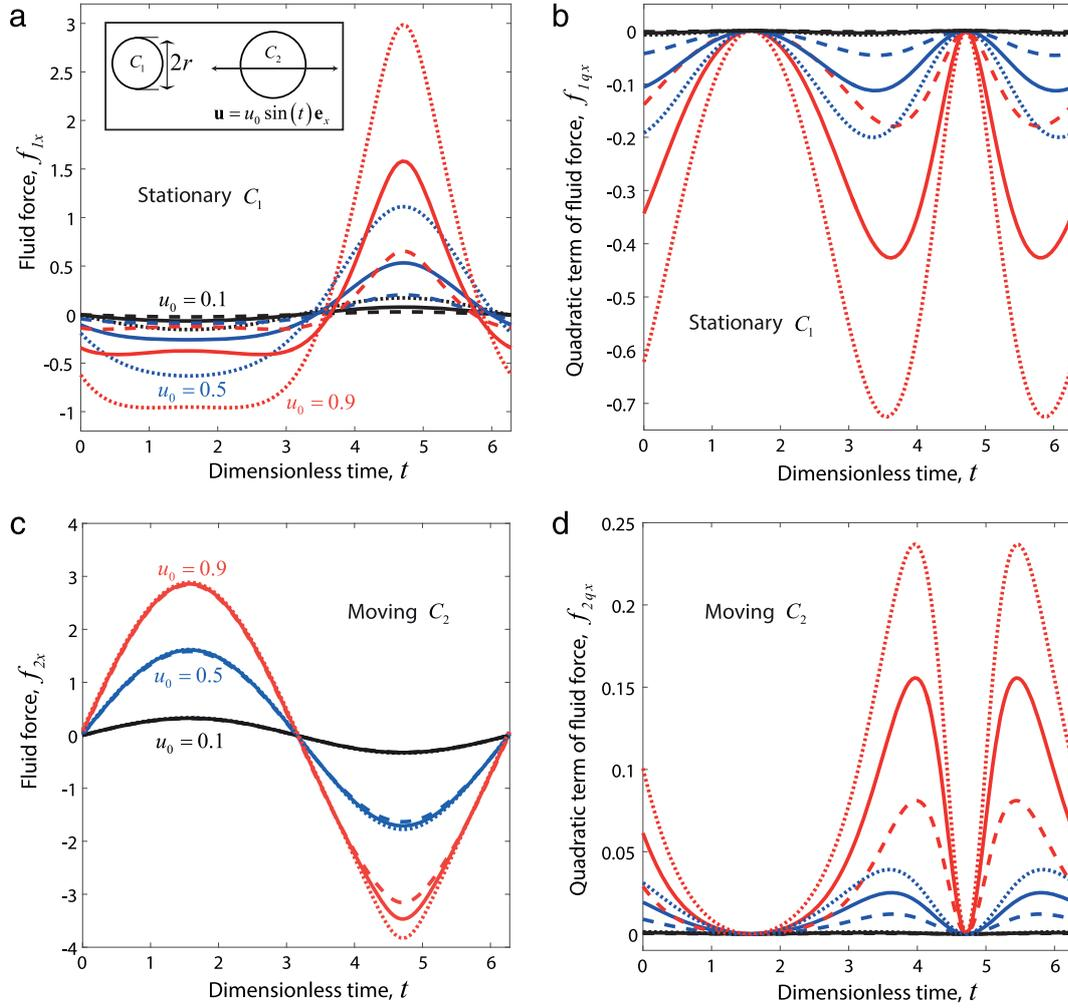 a
Fluid force, f1x
3
2.5
2
1.5
1
0.5
0
-0.5
-1
C1
2r
C2
u = u0 sin(t)ex
Stationary C1
u0 = 0.1
u0 = 0.5
u0 = 0.9
0 1 2 3 4 5 6
Dimensionless time, t
b
Quadratic term of fluid force, f1qx
0
-0.1
-0.2
-0.3
-0.4
-0.5
-0.6
-0.7
Stationary C1
0 1 2 3 4 5 6
Dimensionless time, t
c
Fluid force, f2x
4
3
2
1
0
-1
-2
-3
-4
u0 = 0.9
Moving C2
u0 = 0.5
u0 = 0.1
0 1 2 3 4 5 6
Dimensionless time, t
d
Quadratic term of fluid force, f2qx
0.25
0.2
0.15
0.1
0.05
0
Moving C2
0 1 2 3 4 5 6
Dimensionless time, t